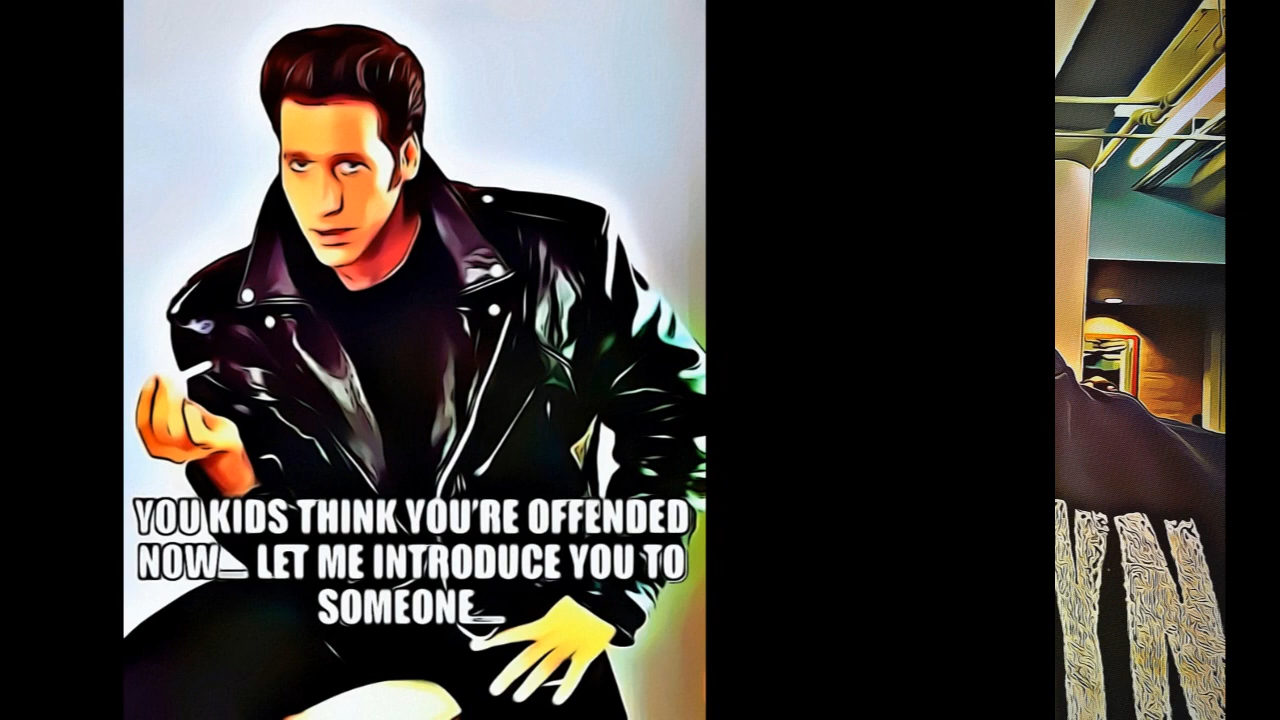 YOU KIDS THINK YOU'RE OFFENDED
NOW... LET ME INTRODUCE YOU TO
SOMEONE...